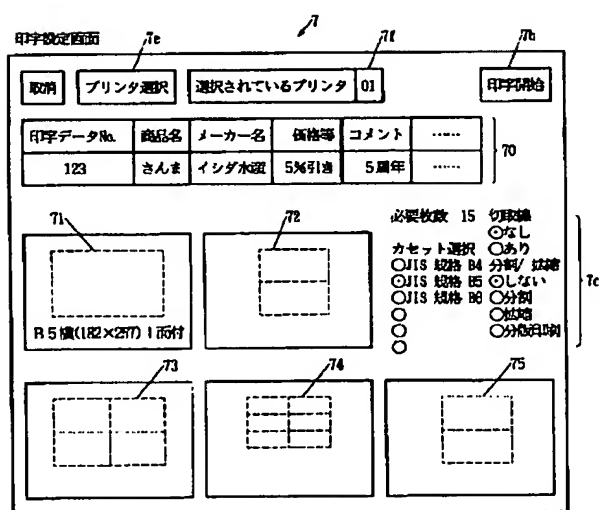 7
印字設定画面 7e 7f 7h
取消 プリンタ選択 選択されているプリンタ 01 印字開始
印字データNo. 商品名 メーカー名 価格等 コメント ……
123 さんま イシダ水産 5%引き 5周年 ……
70
71 72
必要枚数 15 切取線
⊙なし
カセット選択 ○あり
○JIS 規格 B4 分割/拡縮
⊙JIS 規格 B5 ⊙しない
○JIS 規格 B6 ○分割
○ ○拡縮
○ ○分散印刷
○
7c
B5横(182×257) 1面付
73 74 75